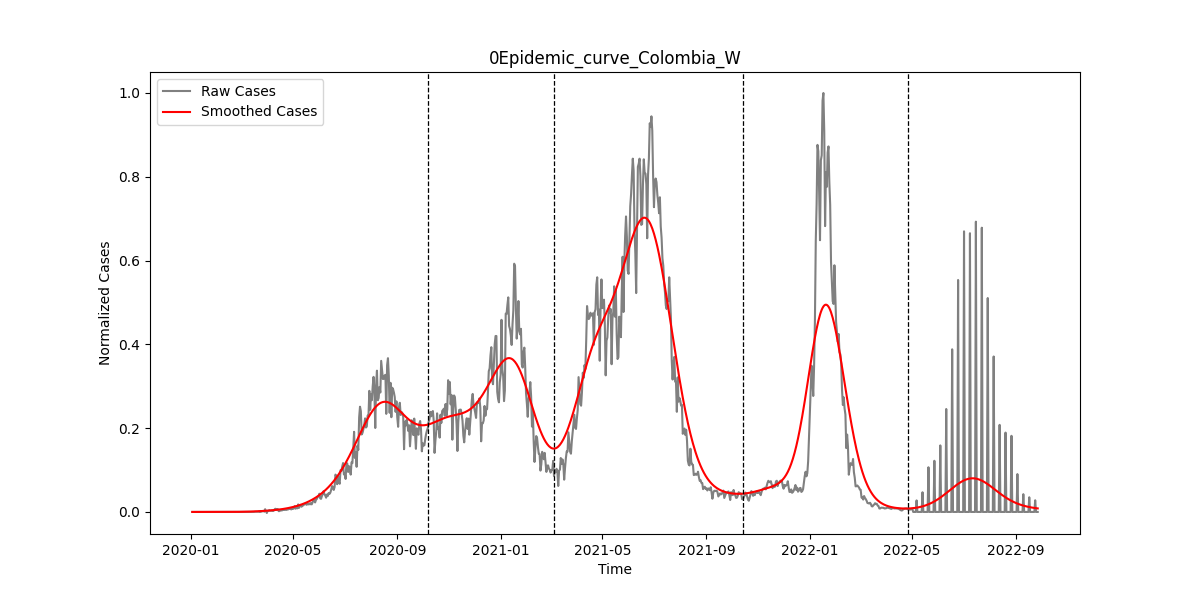 0Epidemic_curve_Colombia_W
Raw Cases
Smoothed Cases
Normalized Cases
1.0
0.8
0.6
0.4
0.2
0.0
2020-01 2020-05 2020-09 2021-01 2021-05 2021-09 2022-01 2022-05 2022-09
Time